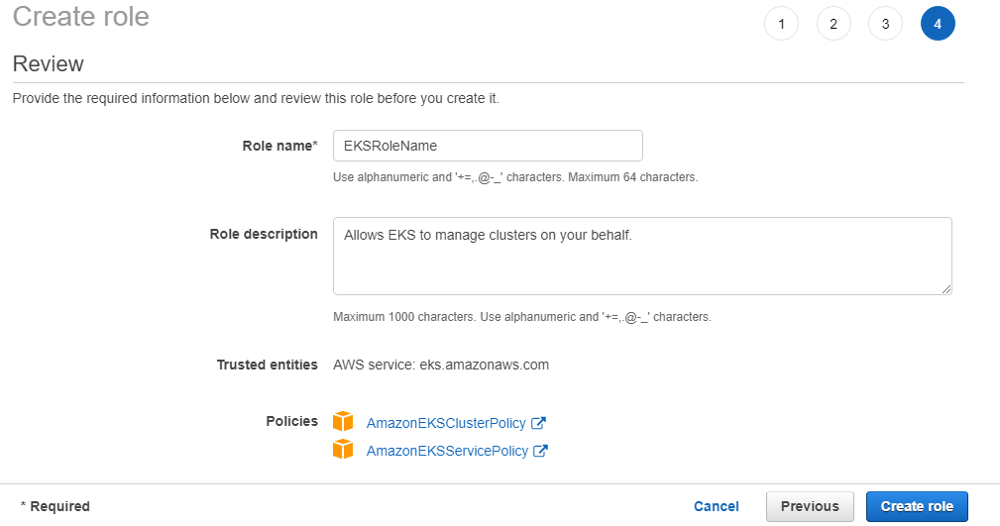 Create role
1 2 3 4
Review
Provide the required information below and review this role before you create it.
Role name* EKSRoleName
Use alphanumeric and '+=,.@-_' characters. Maximum 64 characters.
Role description Allows EKS to manage clusters on your behalf.
Maximum 1000 characters. Use alphanumeric and '+=,.@-_' characters.
Trusted entities AWS service: eks.amazonaws.com
Policies AmazonEKSClusterPolicy
AmazonEKSServicePolicy
* Required Cancel Previous Create role